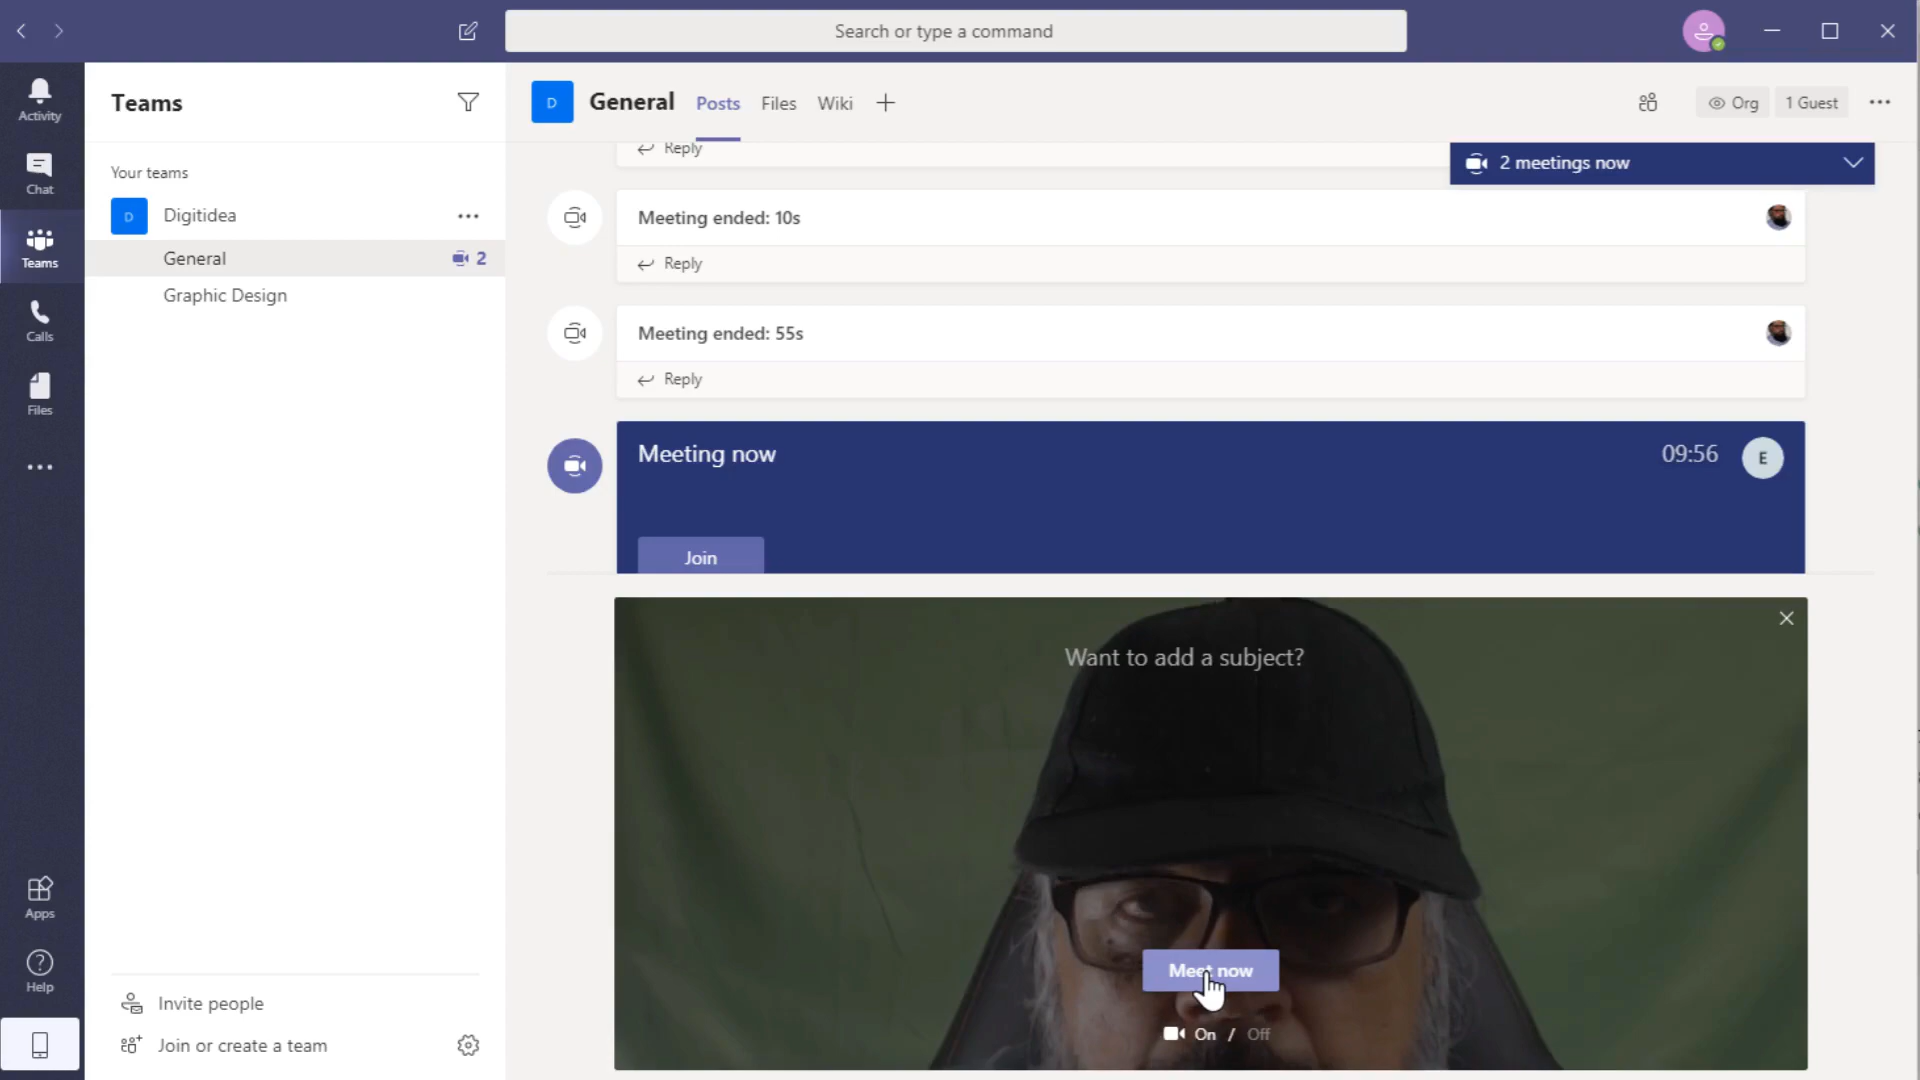 Search or type a command
Activity
Chat
Teams
Calls
Files
Apps
Help
Teams
Your teams
D Digitidea
General 2
Graphic Design
Invite people
Join or create a team
D General Posts Files Wiki
Org 1 Guest
Reply
2 meetings now
Meeting ended: 10s
Reply
Meeting ended: 55s
Reply
Meeting now 09:56 E
Join
Want to add a subject?
Meet now
On / Off